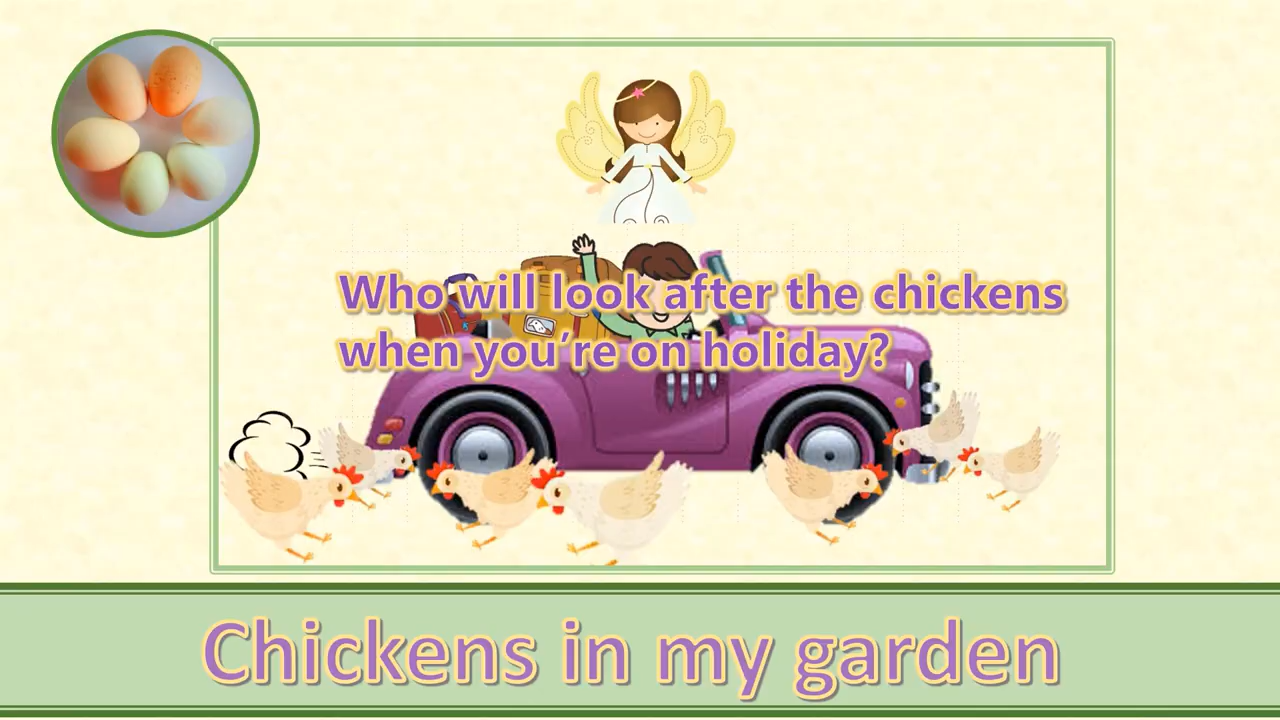 Who will look after the chickens
when you're on holiday?
Chickens in my garden